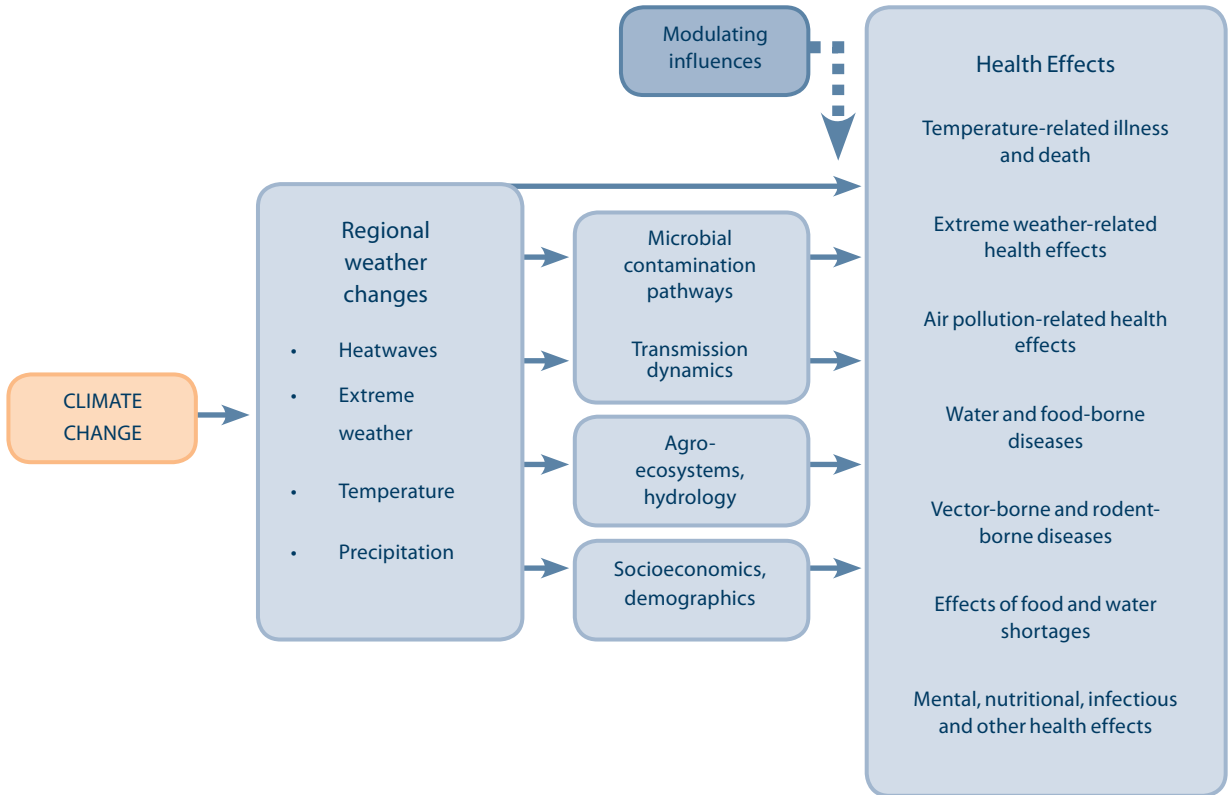 Modulating
influences
Health Effects
Temperature-related illness
and death
Extreme weather-related
health effects
Air pollution-related health
effects
Water and food-borne
diseases
Vector-borne and rodent-
borne diseases
Effects of food and water
shortages
Mental, nutritional, infectious
and other health effects
Regional
weather
changes
• Heatwaves
• Extreme
weather
• Temperature
• Precipitation
Microbial
contamination
pathways
Transmission
dynamics
Agro-
ecosystems,
hydrology
Socioeconomics,
demographics
CLIMATE
CHANGE